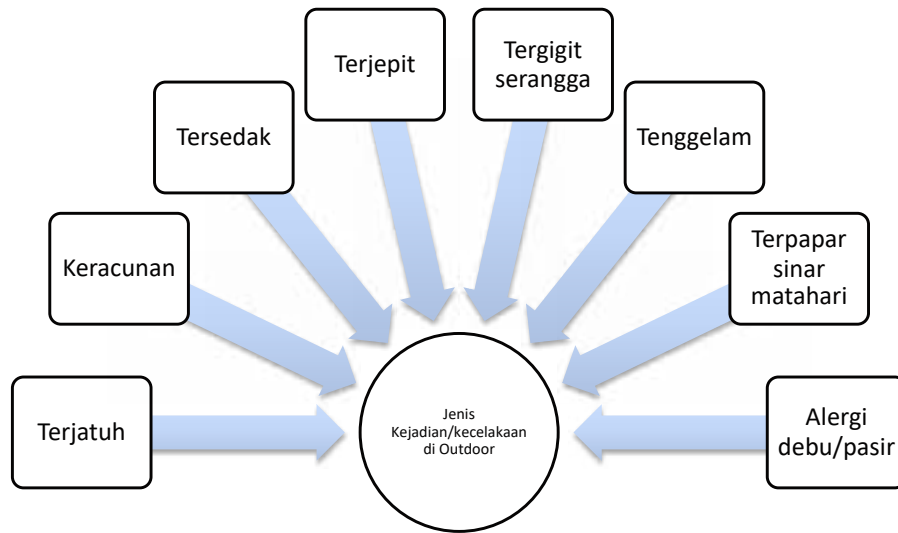 Terjepit
Tergigit
serangga
Tersedak
Tenggelam
Keracunan
Terpapar
sinar
matahari
Terjatuh
Jenis
Kejadian/kecelakaan
di Outdoor
Alergi
debu/pasir